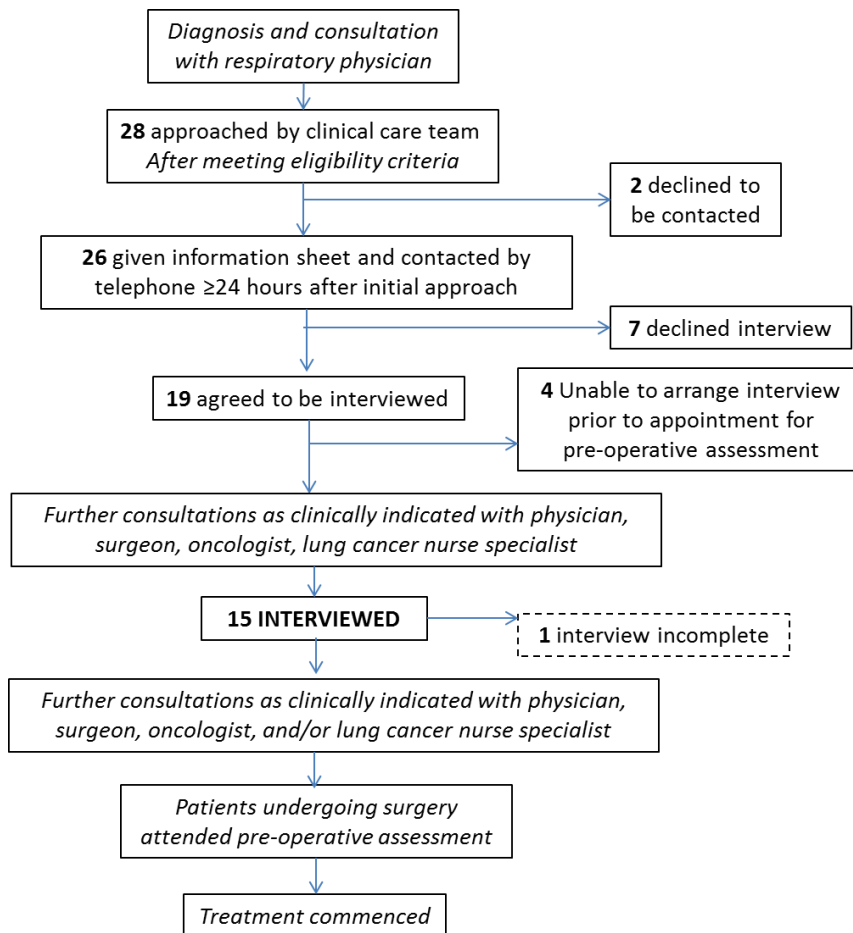 Diagnosis and consultation
with respiratory physician
28 approached by clinical care team
After meeting eligibility criteria
2 declined to
be contacted
26 given information sheet and contacted by
telephone ≥24 hours after initial approach
7 declined interview
19 agreed to be interviewed
4 Unable to arrange interview
prior to appointment for
pre-operative assessment
Further consultations as clinically indicated with physician,
surgeon, oncologist, lung cancer nurse specialist
15 INTERVIEWED
1 interview incomplete
Further consultations as clinically indicated with physician,
surgeon, oncologist, and/or lung cancer nurse specialist
Patients undergoing surgery
attended pre-operative assessment
Treatment commenced